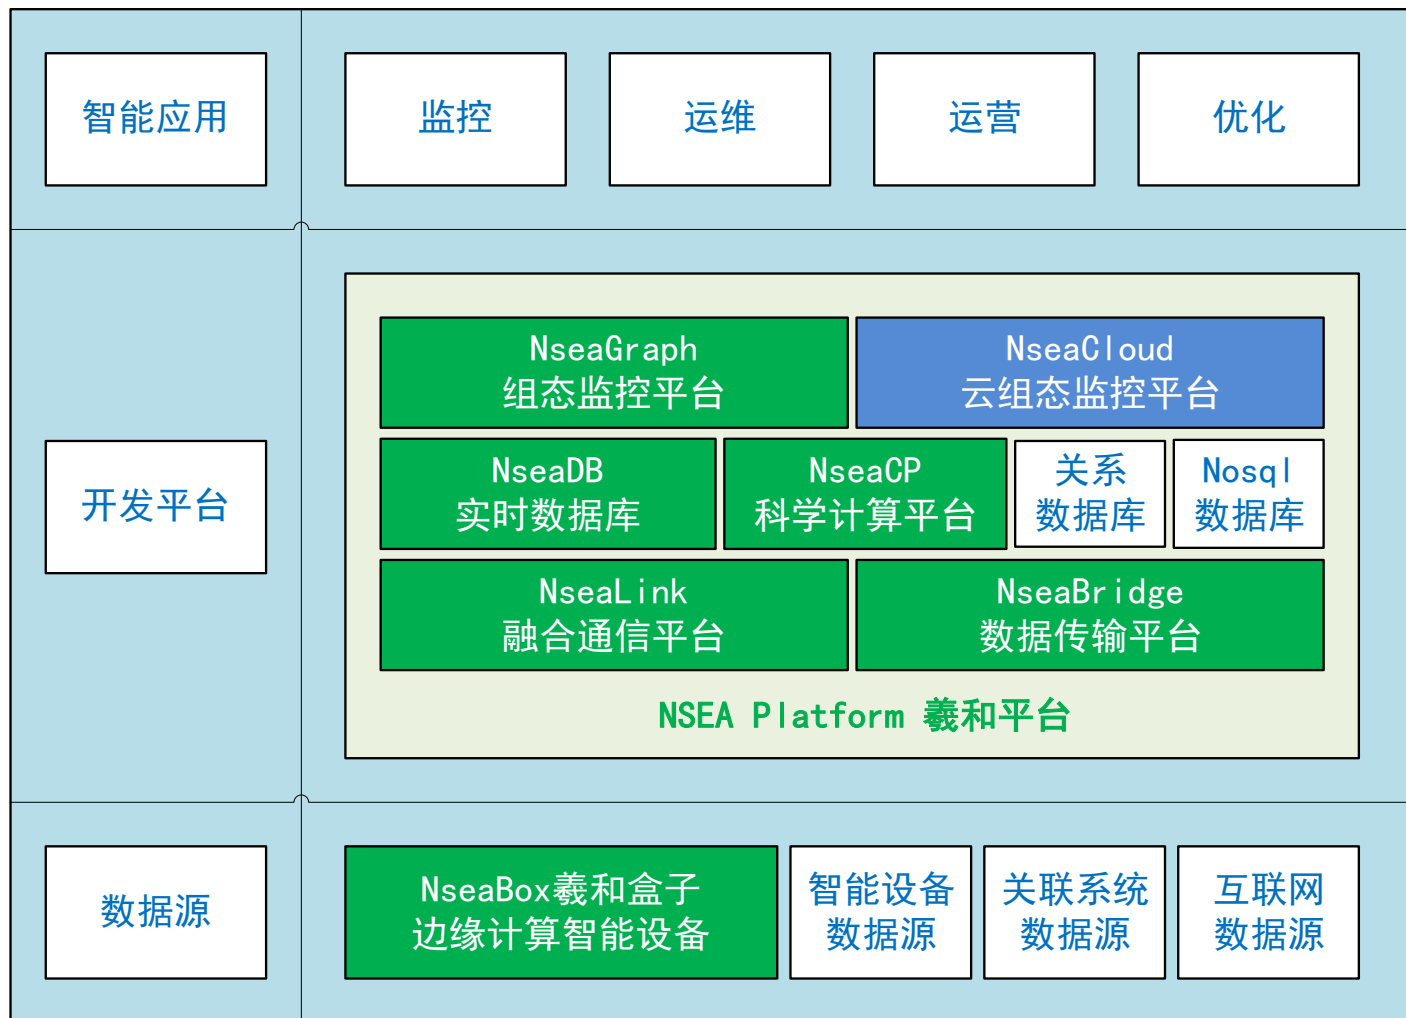 智能应用
监控
运维
运营
优化
开发平台
NseaGraph
组态监控平台
NseaCloud
云组态监控平台
NseaDB
实时数据库
NseaCP
科学计算平台
关系
数据库
Nosql
数据库
NseaLink
融合通信平台
NseaBridge
数据传输平台
NSEA Platform 羲和平台
数据源
NseaBox羲和盒子
边缘计算智能设备
智能设备
数据源
关联系统
数据源
互联网
数据源